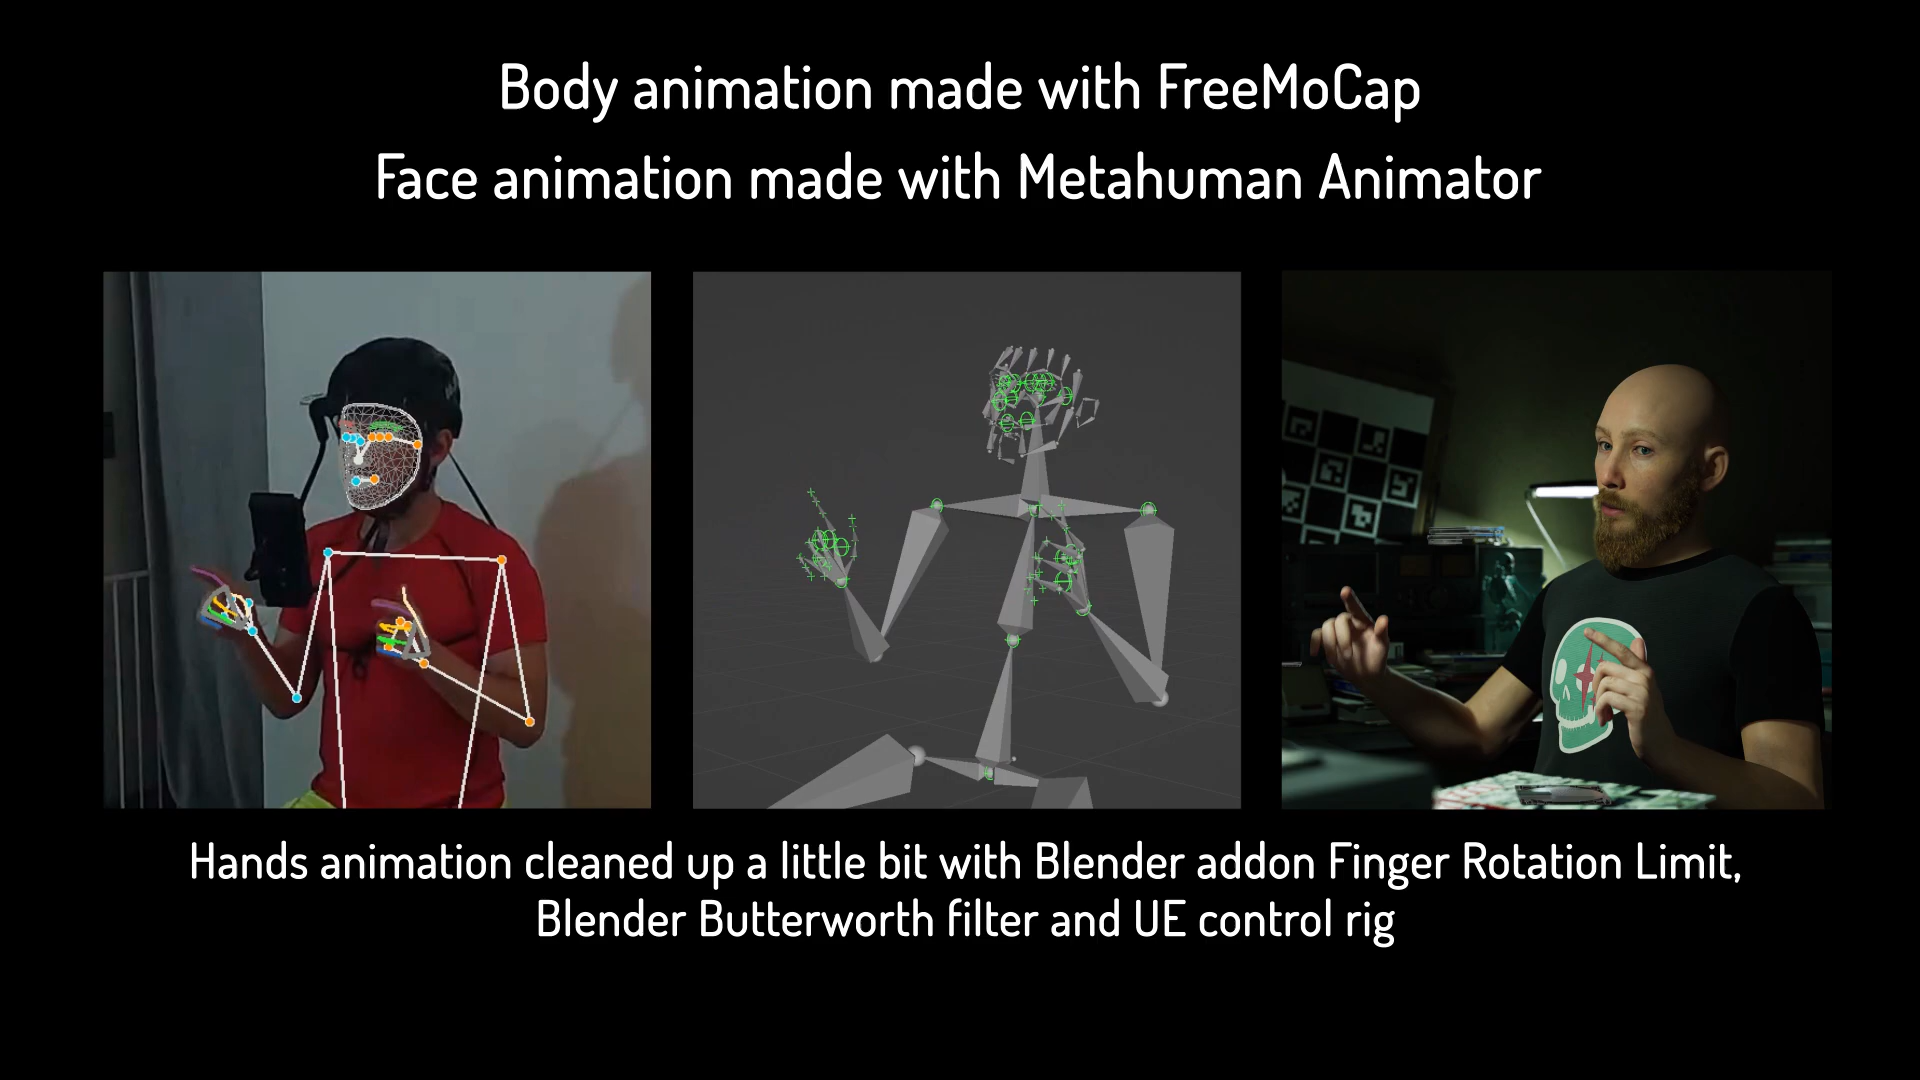 Body animation made with FreeMoCap
Face animation made with Metahuman Animator
Hands animation cleaned up a little bit with Blender addon Finger Rotation Limit,
Blender Butterworth filter and UE control rig